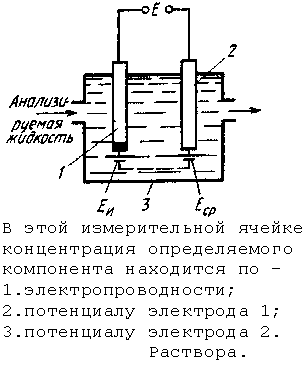 E
2
Анализи-
руемая
жидкость
1
Eи
3
Eср
В этой измерительной ячейке
концентрация определяемого
компонента находится по –
1.электропроводности;
2.потенциалу электрода 1;
3.потенциалу электрода 2.
Раствора.